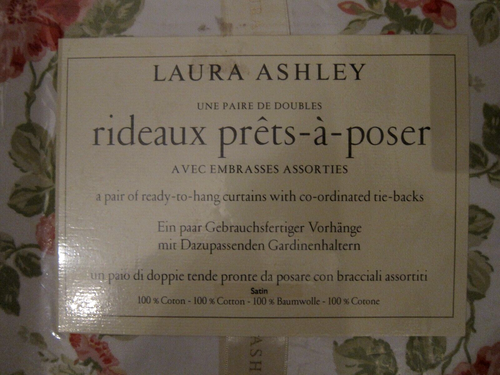 LAURA ASHLEY
UNE PAIRE DE DOUBLES
rideaux prêts-à-poser
AVEC EMBRASSES ASSORTIES
a pair of ready-to-hang curtains with co-ordinated tie-backs
Ein paar Gebrauchsfertiger Vorhänge
mit Dazupassenden Gardinenhaltern
un paio di doppie tende pronte da posare con bracciali assortiti
Satin
100 % Coton - 100 % Cotton - 100 % Baumwolle - 100 % Cotone
ASH